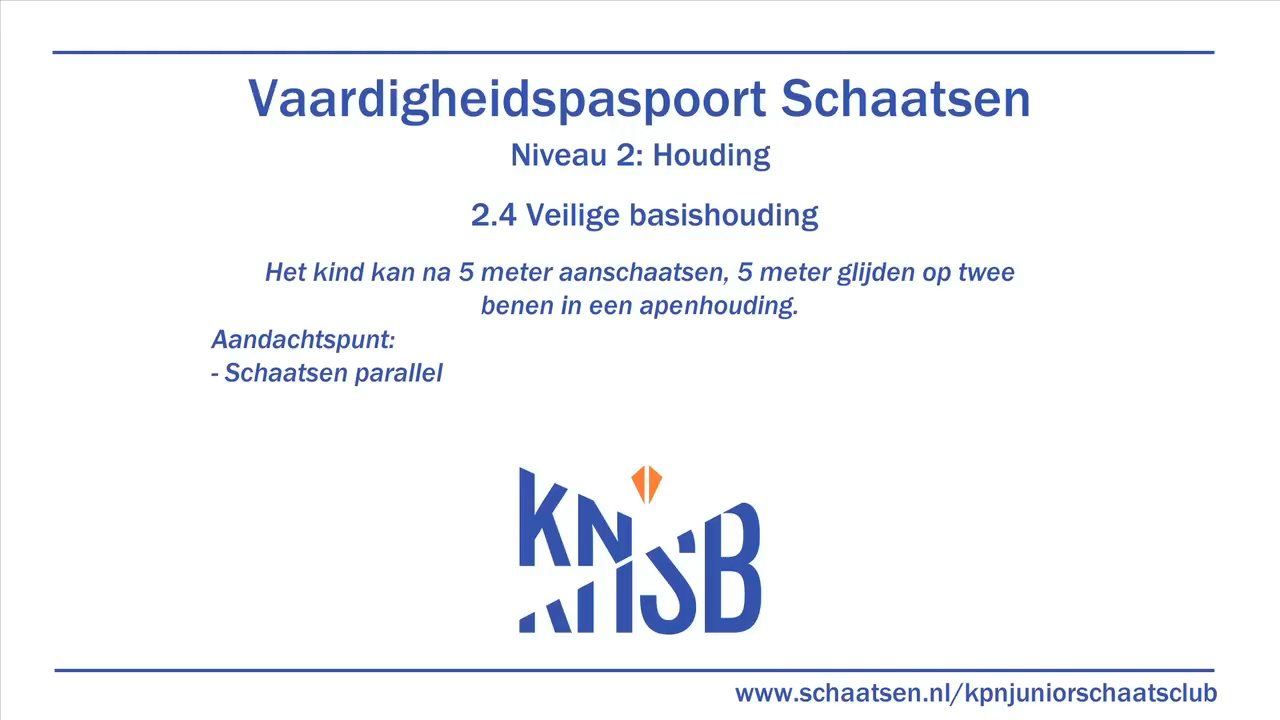 Vaardigheidspaspoort Schaatsen
Niveau 2: Houding
2.4 Veilige basishouding
Het kind kan na 5 meter aanschaatsen, 5 meter glijden op twee
benen in een apenhouding.
Aandachtspunt:
- Schaatsen parallel
KNSB
www.schaatsen.nl/kpnjuniorschaatsclub